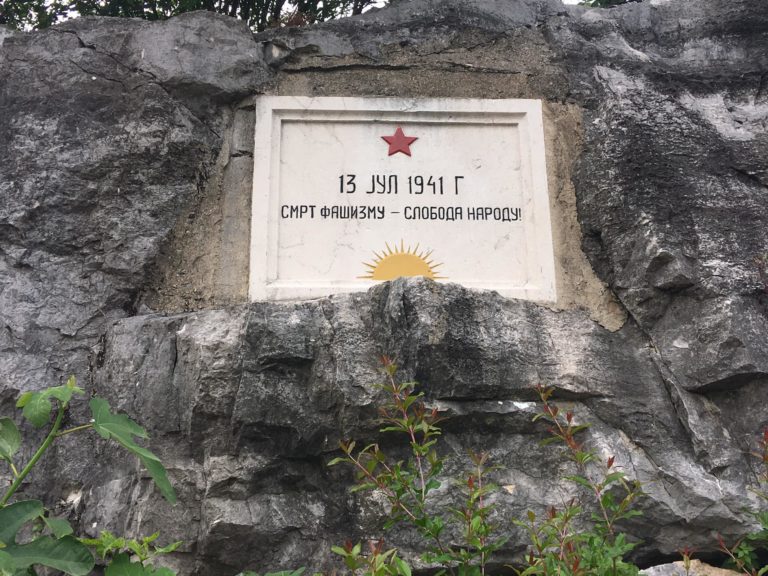 13 ЈУЛ 1941 Г
СМРТ ФАШИЗМУ – СЛОБОДА НАРОДУ!